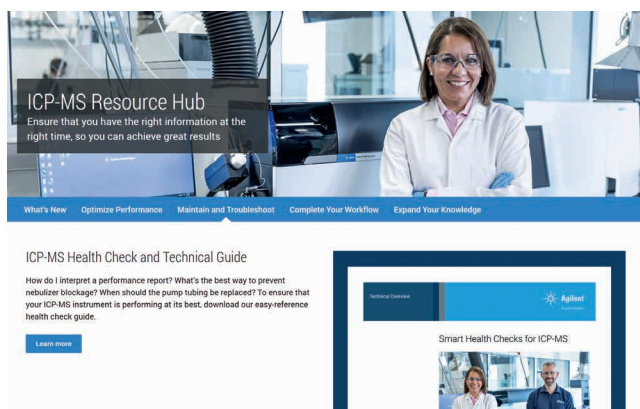 ICP-MS Resource Hub
Ensure that you have the right information at the
right time, so you can achieve great results
What's New Optimize Performance Maintain and Troubleshoot Complete Your Workflow Expand Your Knowledge
ICP-MS Health Check and Technical Guide
How do I interpret a performance report? What's the best way to prevent
nebulizer blockage? When should the pump tubing be replaced? To ensure that
your ICP-MS instrument is performing at its best, download our easy-reference
health check guide.
Learn more
Technical Overview
Agilent
Smart Health Checks for ICP-MS